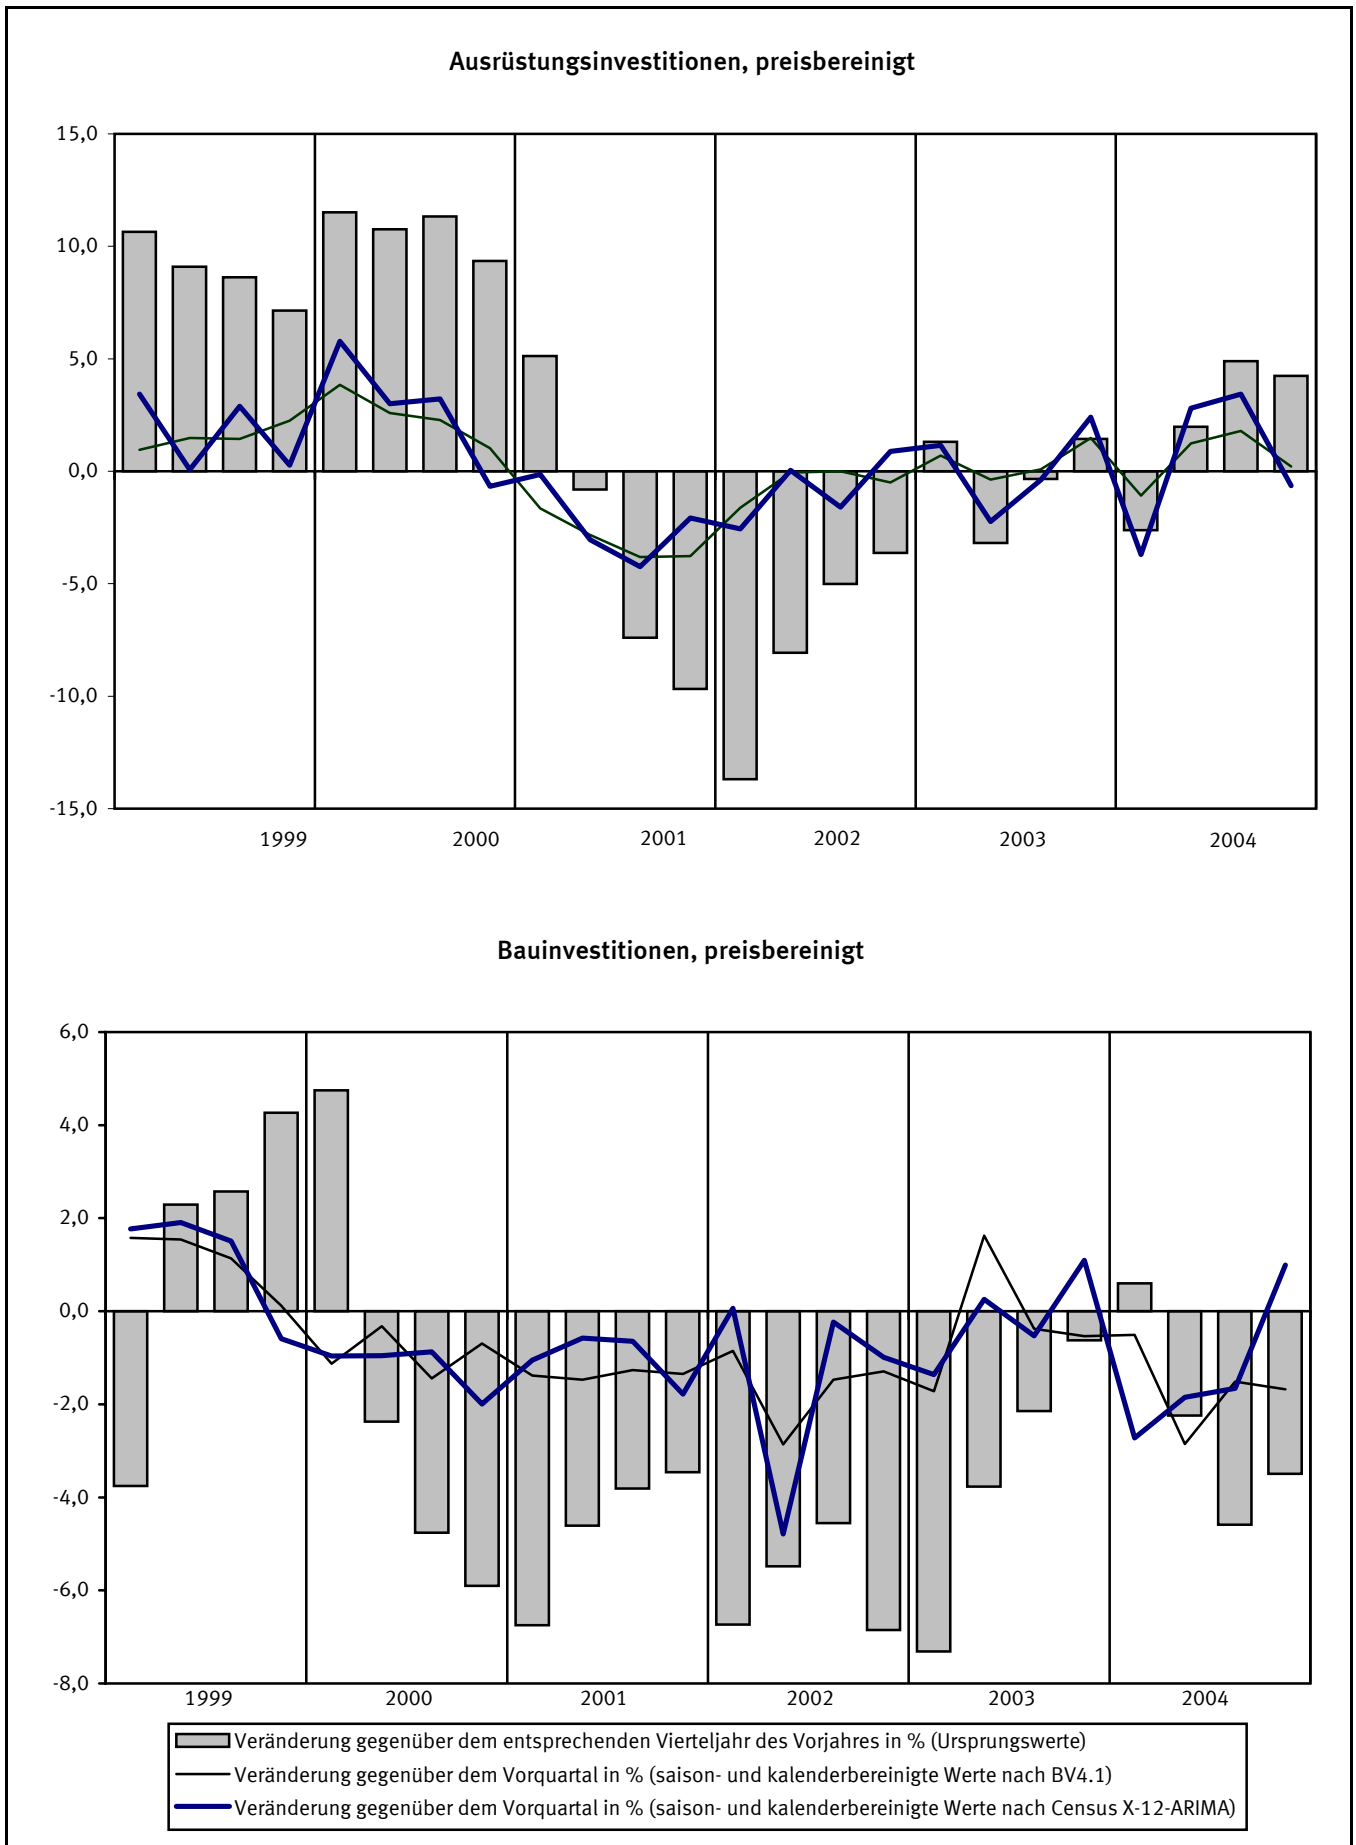 Ausrüstungsinvestitionen, preisbereinigt
15,0
10,0
5,0
0,0
-5,0
-10,0
-15,0
1999 2000 2001 2002 2003 2004
Bauinvestitionen, preisbereinigt
6,0
4,0
2,0
0,0
-2,0
-4,0
-6,0
-8,0
1999 2000 2001 2002 2003 2004
Veränderung gegenüber dem entsprechenden Vierteljahr des Vorjahres in % (Ursprungswerte)
Veränderung gegenüber dem Vorquartal in % (saison- und kalenderbereinigte Werte nach BV4.1)
Veränderung gegenüber dem Vorquartal in % (saison- und kalenderbereinigte Werte nach Census X-12-ARIMA)